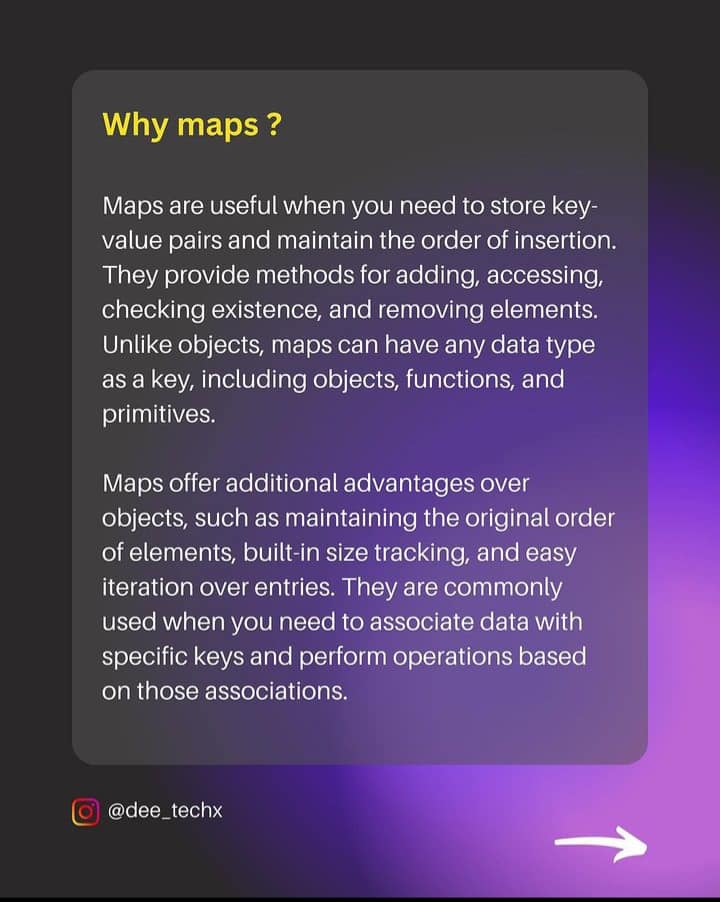 Why maps ?
Maps are useful when you need to store key-
value pairs and maintain the order of insertion.
They provide methods for adding, accessing,
checking existence, and removing elements.
Unlike objects, maps can have any data type
as a key, including objects, functions, and
primitives.
Maps offer additional advantages over
objects, such as maintaining the original order
of elements, built-in size tracking, and easy
iteration over entries. They are commonly
used when you need to associate data with
specific keys and perform operations based
on those associations.
@dee_techx